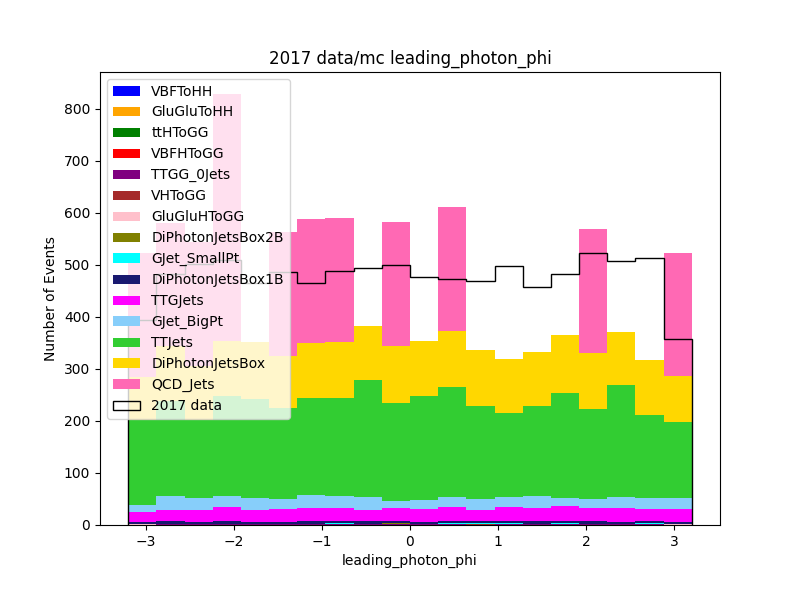 2017 data/mc leading_photon_phi
Number of Events
800
700
600
500
400
300
200
100
0
VBFToHH
GluGluToHH
ttHToGG
VBFHToGG
TTGG_0Jets
VHToGG
GluGluHToGG
DiPhotonJetsBox2B
GJet_SmallPt
DiPhotonJetsBox1B
TTGJets
GJet_BigPt
TTJets
DiPhotonJetsBox
QCD_Jets
2017 data
−3
−2
−1
0
1
2
3
leading_photon_phi